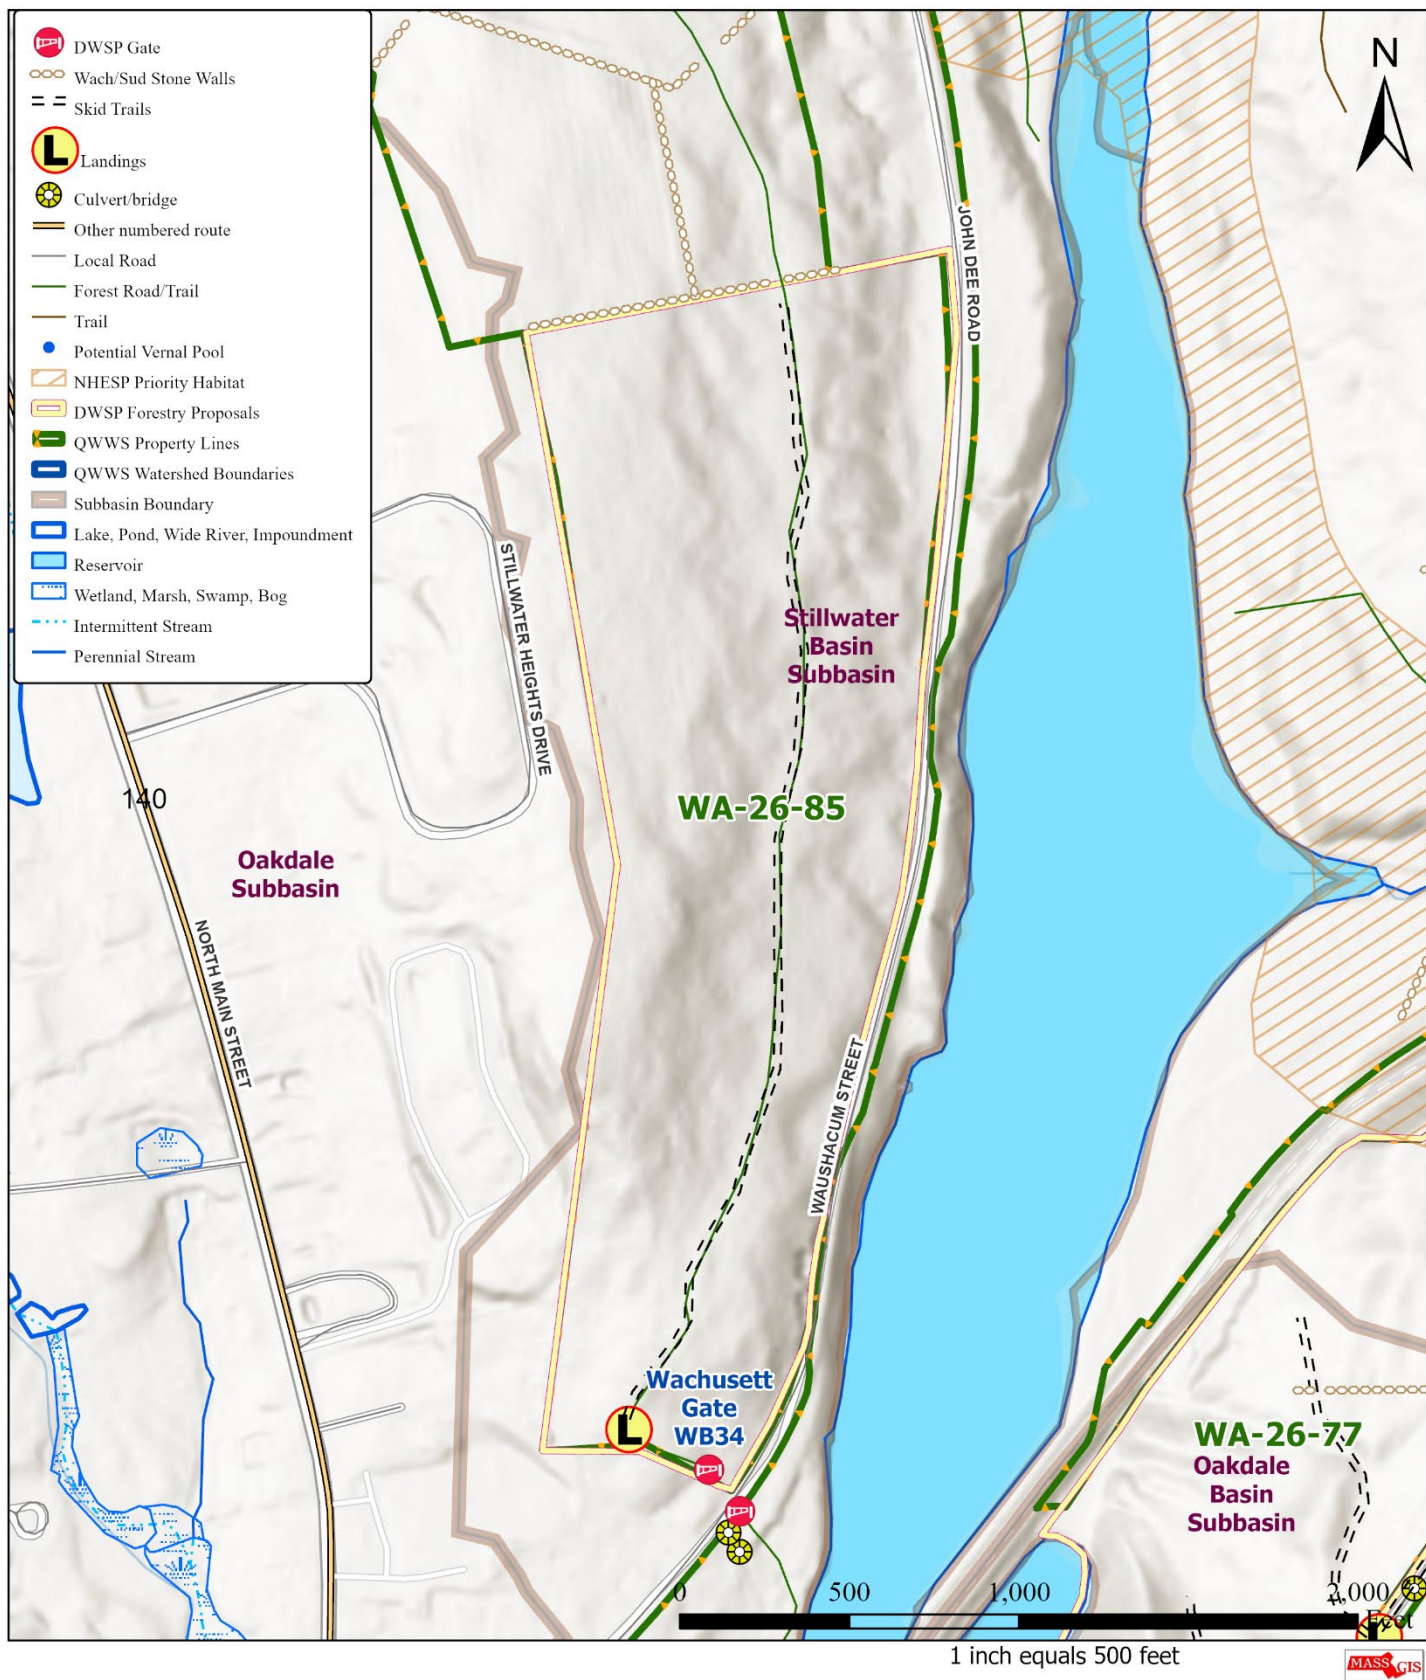 DWSP Gate
Wach/Sud Stone Walls
Skid Trails
L
Landings
Culvert/bridge
Other numbered route
Local Road
Forest Road/Trail
Trail
Potential Vernal Pool
NHESP Priority Habitat
DWSP Forestry Proposals
QWWS Property Lines
QWWS Watershed Boundaries
Subbasin Boundary
Lake, Pond, Wide River, Impoundment
Reservoir
Wetland, Marsh, Swamp, Bog
Intermittent Stream
Perennial Stream
N
JOHN DEE ROAD
STILLWATER HEIGHTS DRIVE
Stillwater
Basin
Subbasin
140
WA-26-85
Oakdale
Subbasin
NORTH MAIN STREET
WAUSHACUM STREET
Wachusett
Gate
WB34
L
WA-26-77
Oakdale
Basin
Subbasin
0 500 1,000 2,000
Feet
L
1 inch equals 500 feet
MASS GIS